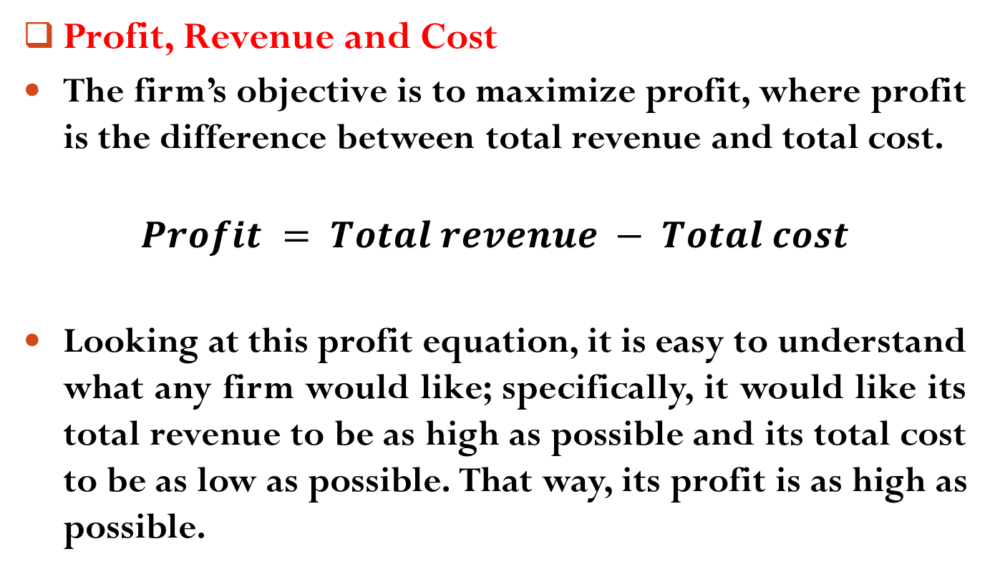 ❑ Profit, Revenue and Cost
• The firm’s objective is to maximize profit, where profit
is the difference between total revenue and total cost.
Profit = Total revenue − Total cost
• Looking at this profit equation, it is easy to understand
what any firm would like; specifically, it would like its
total revenue to be as high as possible and its total cost
to be as low as possible. That way, its profit is as high as
possible.